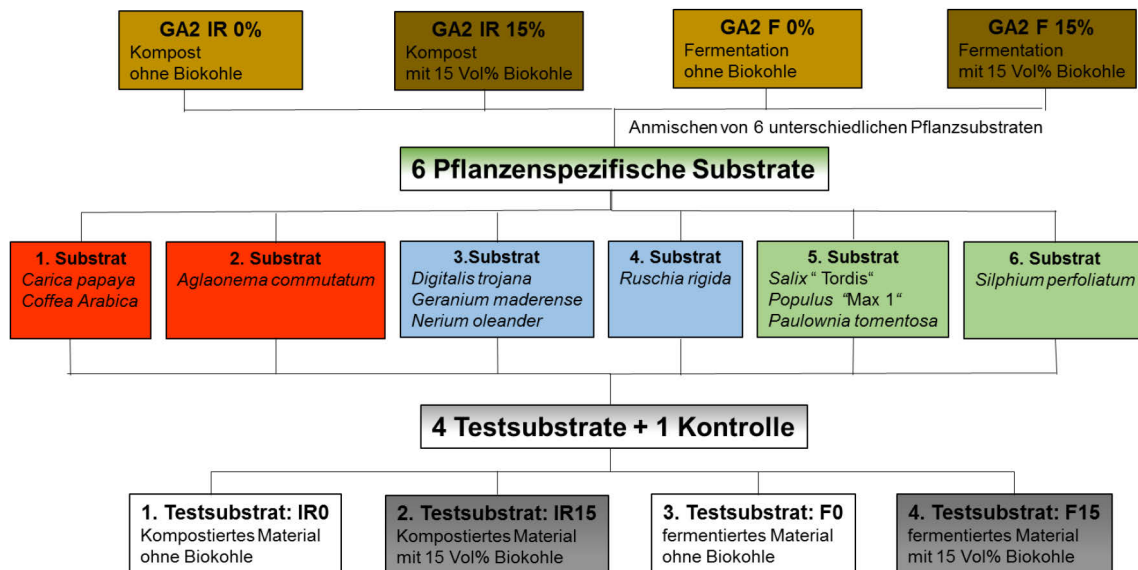 GA2 IR 0%
Kompost
ohne Biokohle
GA2 IR 15%
Kompost
mit 15 Vol% Biokohle
GA2 F 0%
Fermentation
ohne Biokohle
GA2 F 15%
Fermentation
mit 15 Vol% Biokohle
Anmischen von 6 unterschiedlichen Pflanzsubstraten
6 Pflanzenspezifische Substrate
1. Substrat
Carica papaya
Coffea Arabica
2. Substrat
Aglaonema commutatum
3.Substrat
Digitalis trojana
Geranium maderense
Nerium oleander
4. Substrat
Ruschia rigida
5. Substrat
Salix “ Tordis“
Populus “Max 1“
Paulownia tomentosa
6. Substrat
Silphium perfoliatum
4 Testsubstrate + 1 Kontrolle
1. Testsubstrat: IR0
Kompostiertes Material
ohne Biokohle
2. Testsubstrat: IR15
Kompostiertes Material
mit 15 Vol% Biokohle
3. Testsubstrat: F0
fermentiertes Material
ohne Biokohle
4. Testsubstrat: F15
fermentiertes Material
mit 15 Vol% Biokohle